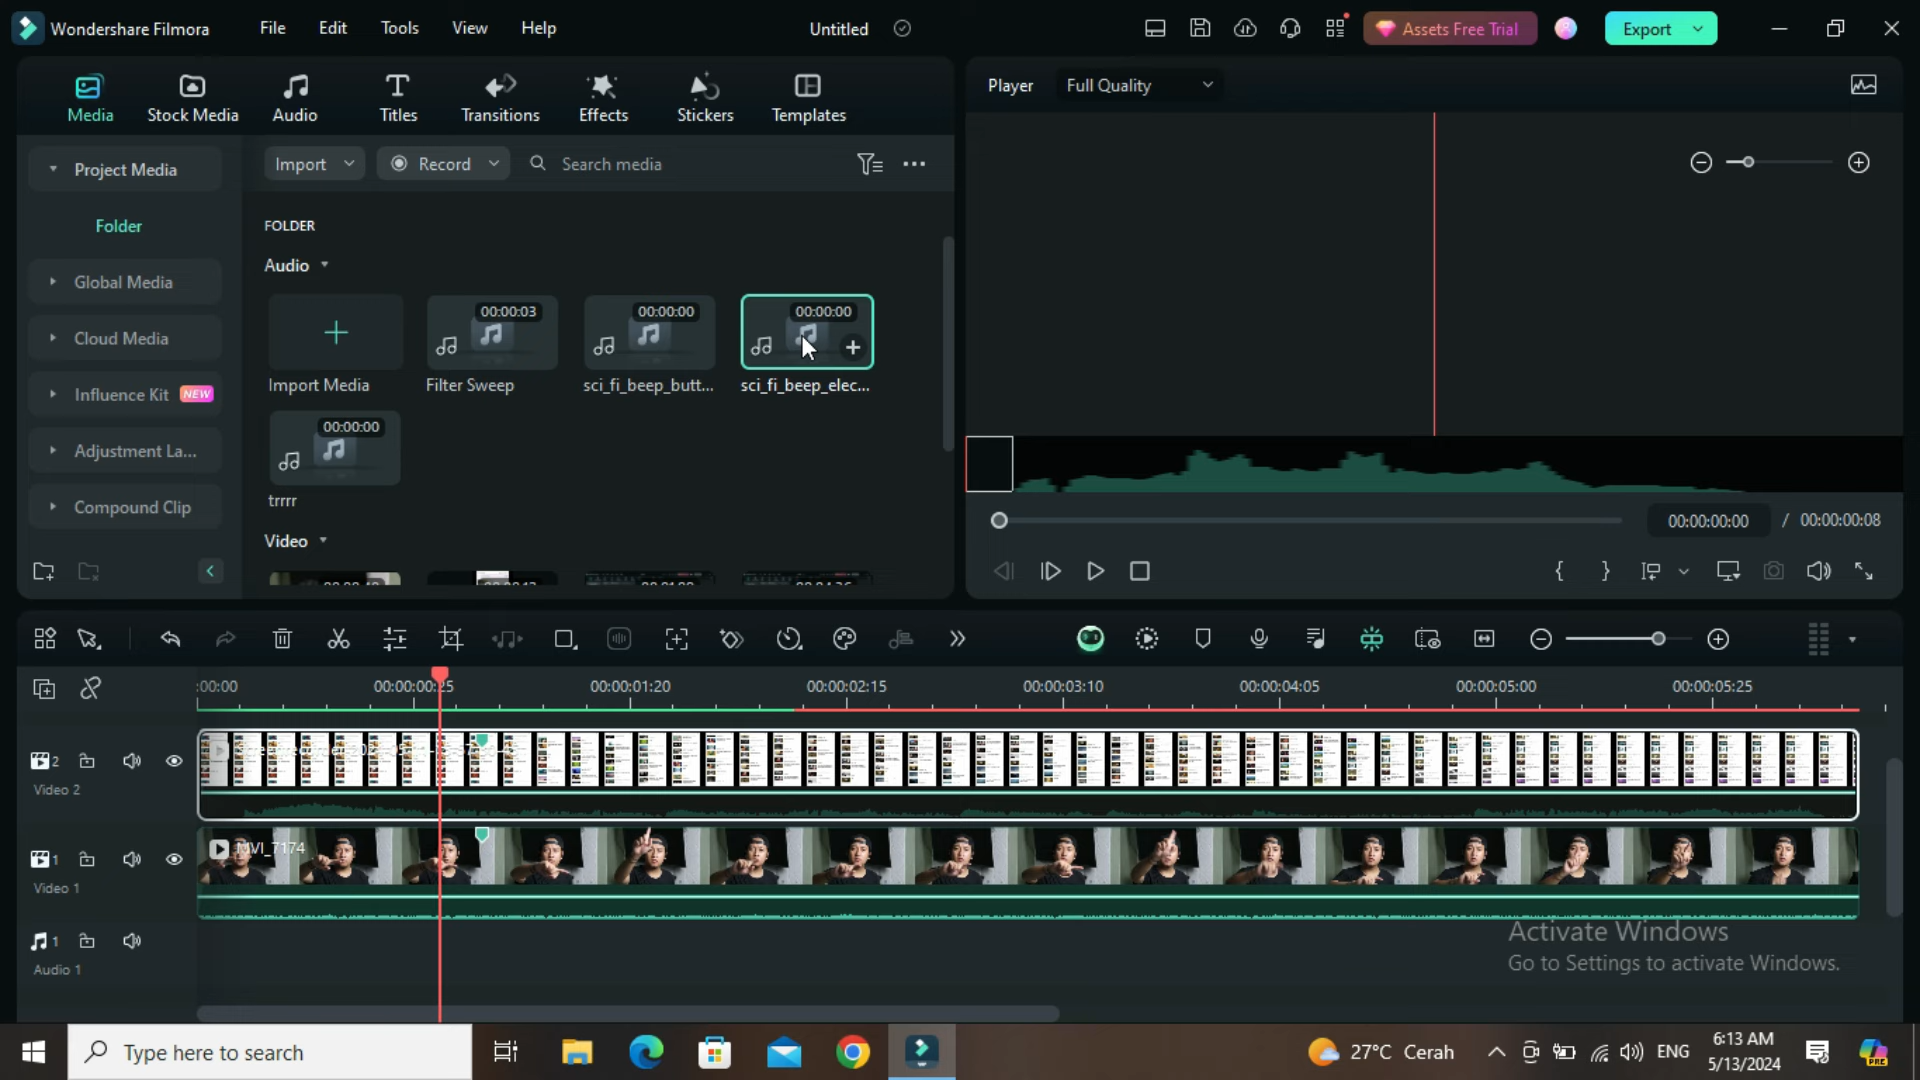 Wondershare Filmora
File Edit Tools View Help
Untitled
Assets Free Trial
Export
Media Stock Media Audio Titles Transitions Effects Stickers Templates
Player Full Quality
Project Media
Folder
Global Media
Cloud Media
Influence Kit NEW
Adjustment La...
Compound Clip
Import Record Search media
FOLDER
Audio
00:00:03 00:00:00 00:00:00
Import Media Filter Sweep sci_fi_beep_butt... sci_fi_beep_elec...
00:00:00
trrrr
Video
00:00:00:00 / 00:00:00:08
:00:00 00:00:00:25 00:00:01:20 00:00:02:15 00:00:03:10 00:00:04:05 00:00:05:00 00:00:05:25
2
Video 2
1
Video 1
MVI_7174
1
Audio 1
Activate Windows
Go to Settings to activate Windows.
Type here to search
27°C Cerah
ENG
6:13 AM
5/13/2024
PRE